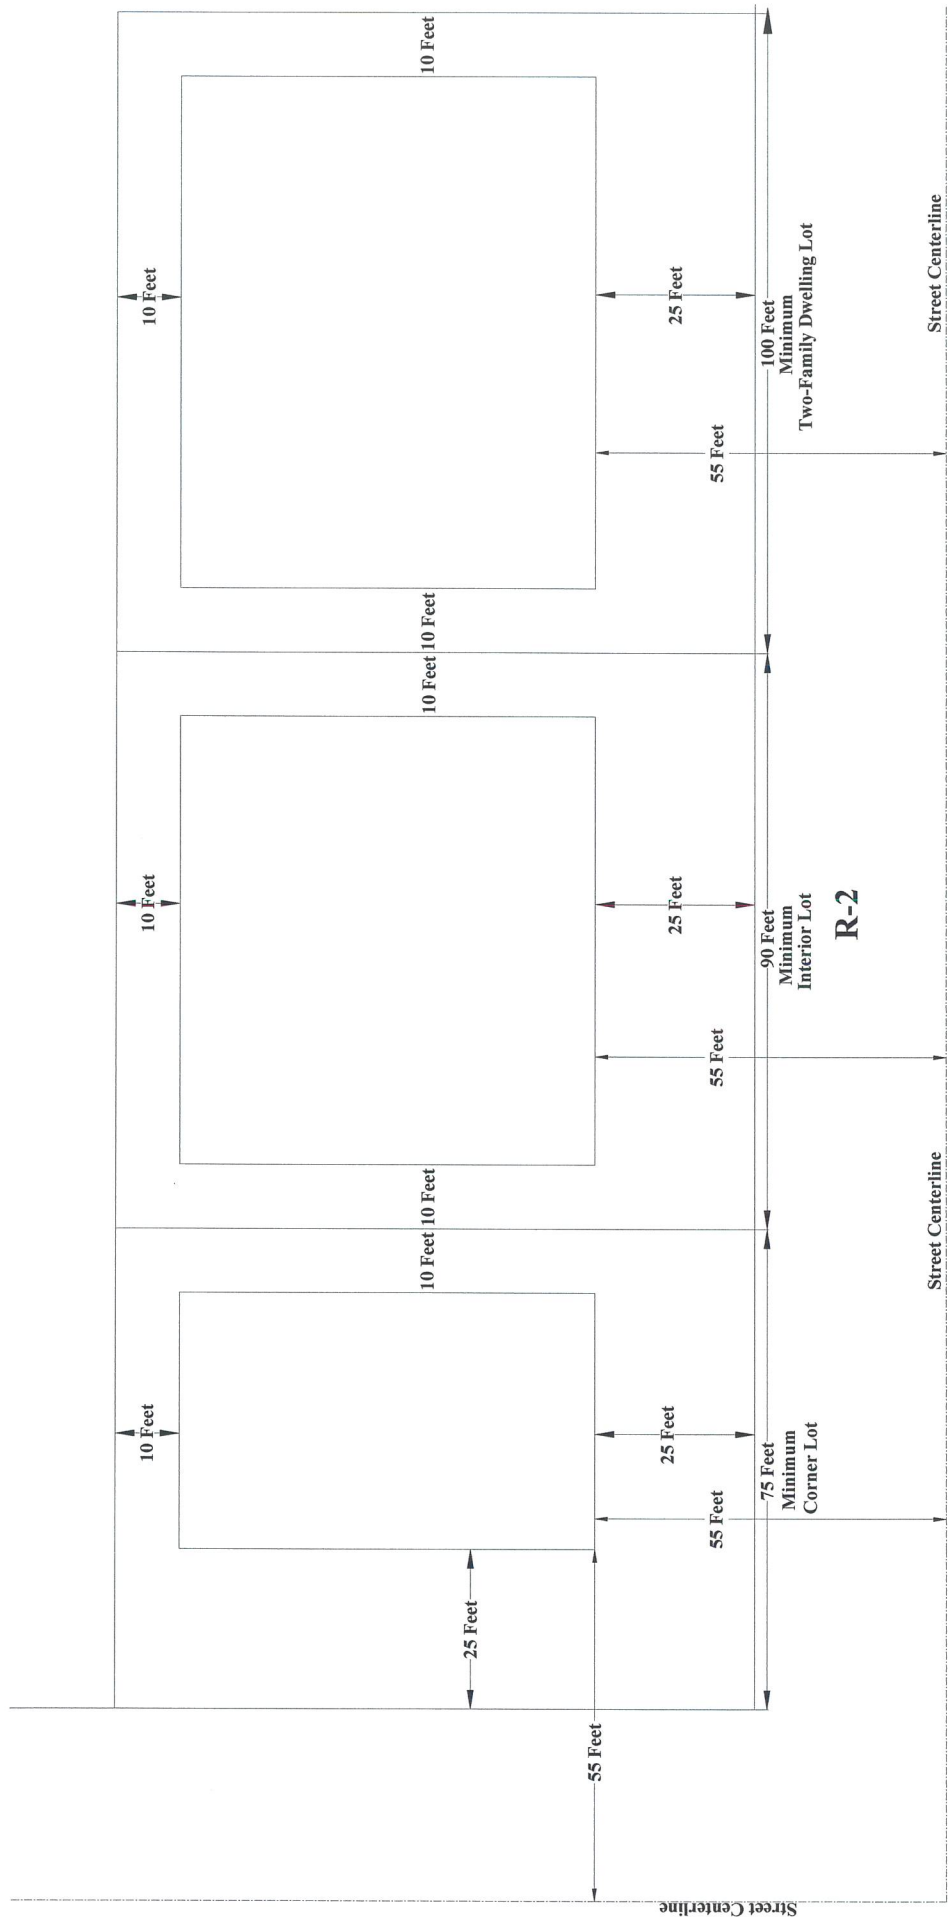 10 Feet
10 Feet
10 Feet
10 Feet
10 Feet
10 Feet
10 Feet
10 Feet
25 Feet
55 Feet
25 Feet
25 Feet
25 Feet
55 Feet
55 Feet
55 Feet
75 Feet
Minimum
Corner Lot
90 Feet
Minimum
Interior Lot
100 Feet
Minimum
Two-Family Dwelling Lot
R-2
Street Centerline
Street Centerline
Street Centerline